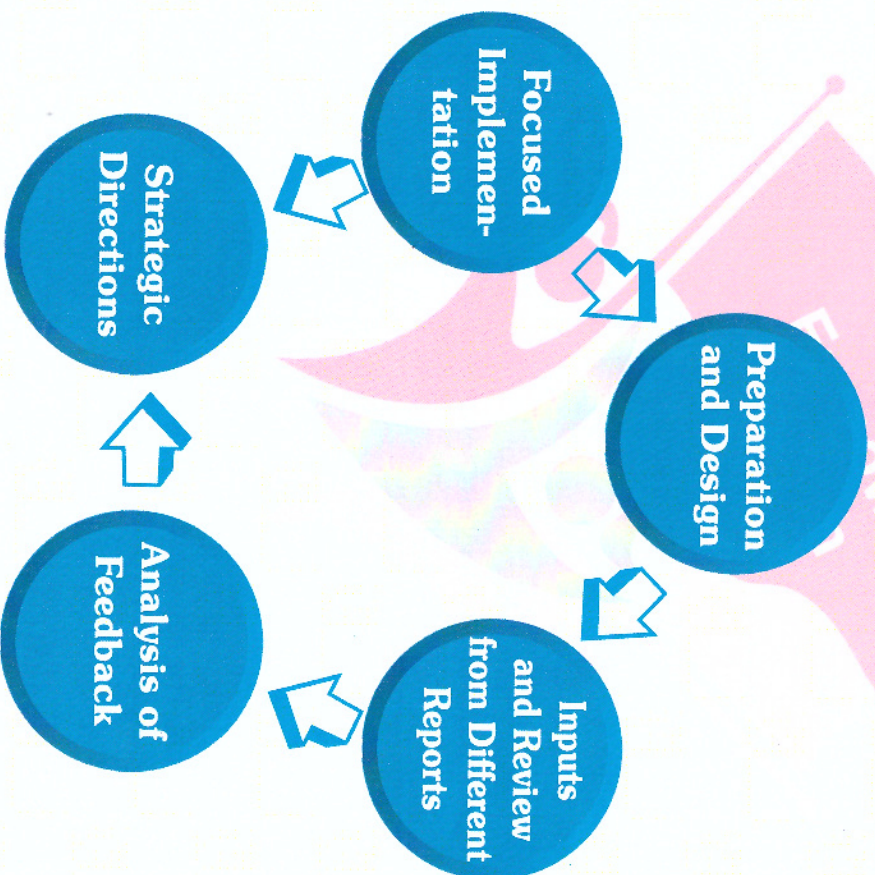 Preparation
and Design
Inputs
and Review
from Different
Reports
Analysis of
Feedback
Strategic
Directions
Focused
Implemen-
tation